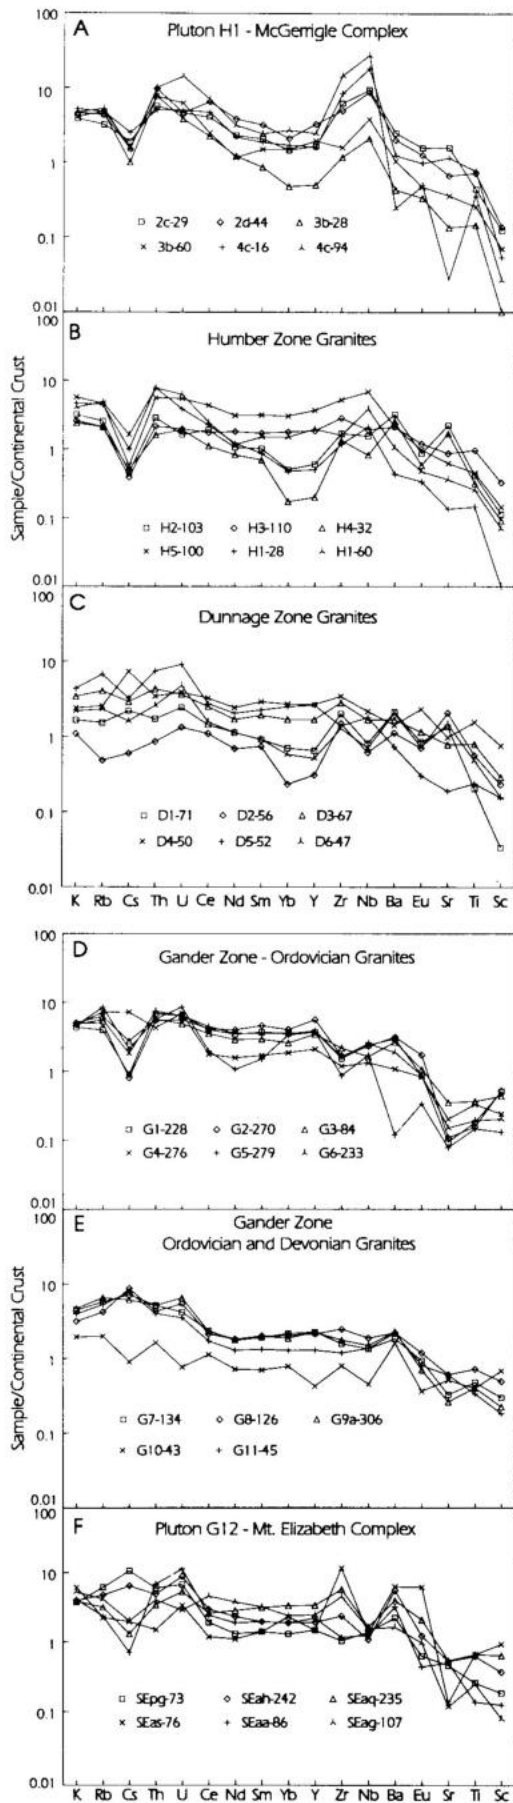 A
Pluton H1 - McGerrigle Complex
10
1
0.1
0.01
2c-29 2d-44 3b-28
3b-60 4c-16 4c-94
B
100
Humber Zone Granites
10
1
0.1
0.01
H2-103 H3-110 H4-32
H5-100 H1-28 H1-60
Sample/Continental Crust
C
100
Dunnage Zone Granites
10
1
0.1
0.01
D1-71 D2-56 D3-67
D4-50 D5-52 D6-47
K Rb Cs Th U Ce Nd Sm Yb Y Zr Nb Ba Eu Sr Ti Sc
D
100
Gander Zone - Ordovician Granites
10
1
0.1
0.01
G1-228 G2-270 G3-84
G4-276 G5-279 G6-233
E
100
Gander Zone
Ordovician and Devonian Granites
10
1
0.1
0.01
G7-134 G8-126 G9a-306
G10-43 G11-45
Sample/Continental Crust
F
100
Pluton G12 - Mt. Elizabeth Complex
10
1
0.1
0.01
SEpg-73 SEah-242 SEaq-235
SEas-76 SEaa-86 SEag-107
K Rb Cs Th U Ce Nd Sm Yb Y Zr Nb Ba Eu Sr Ti Sc